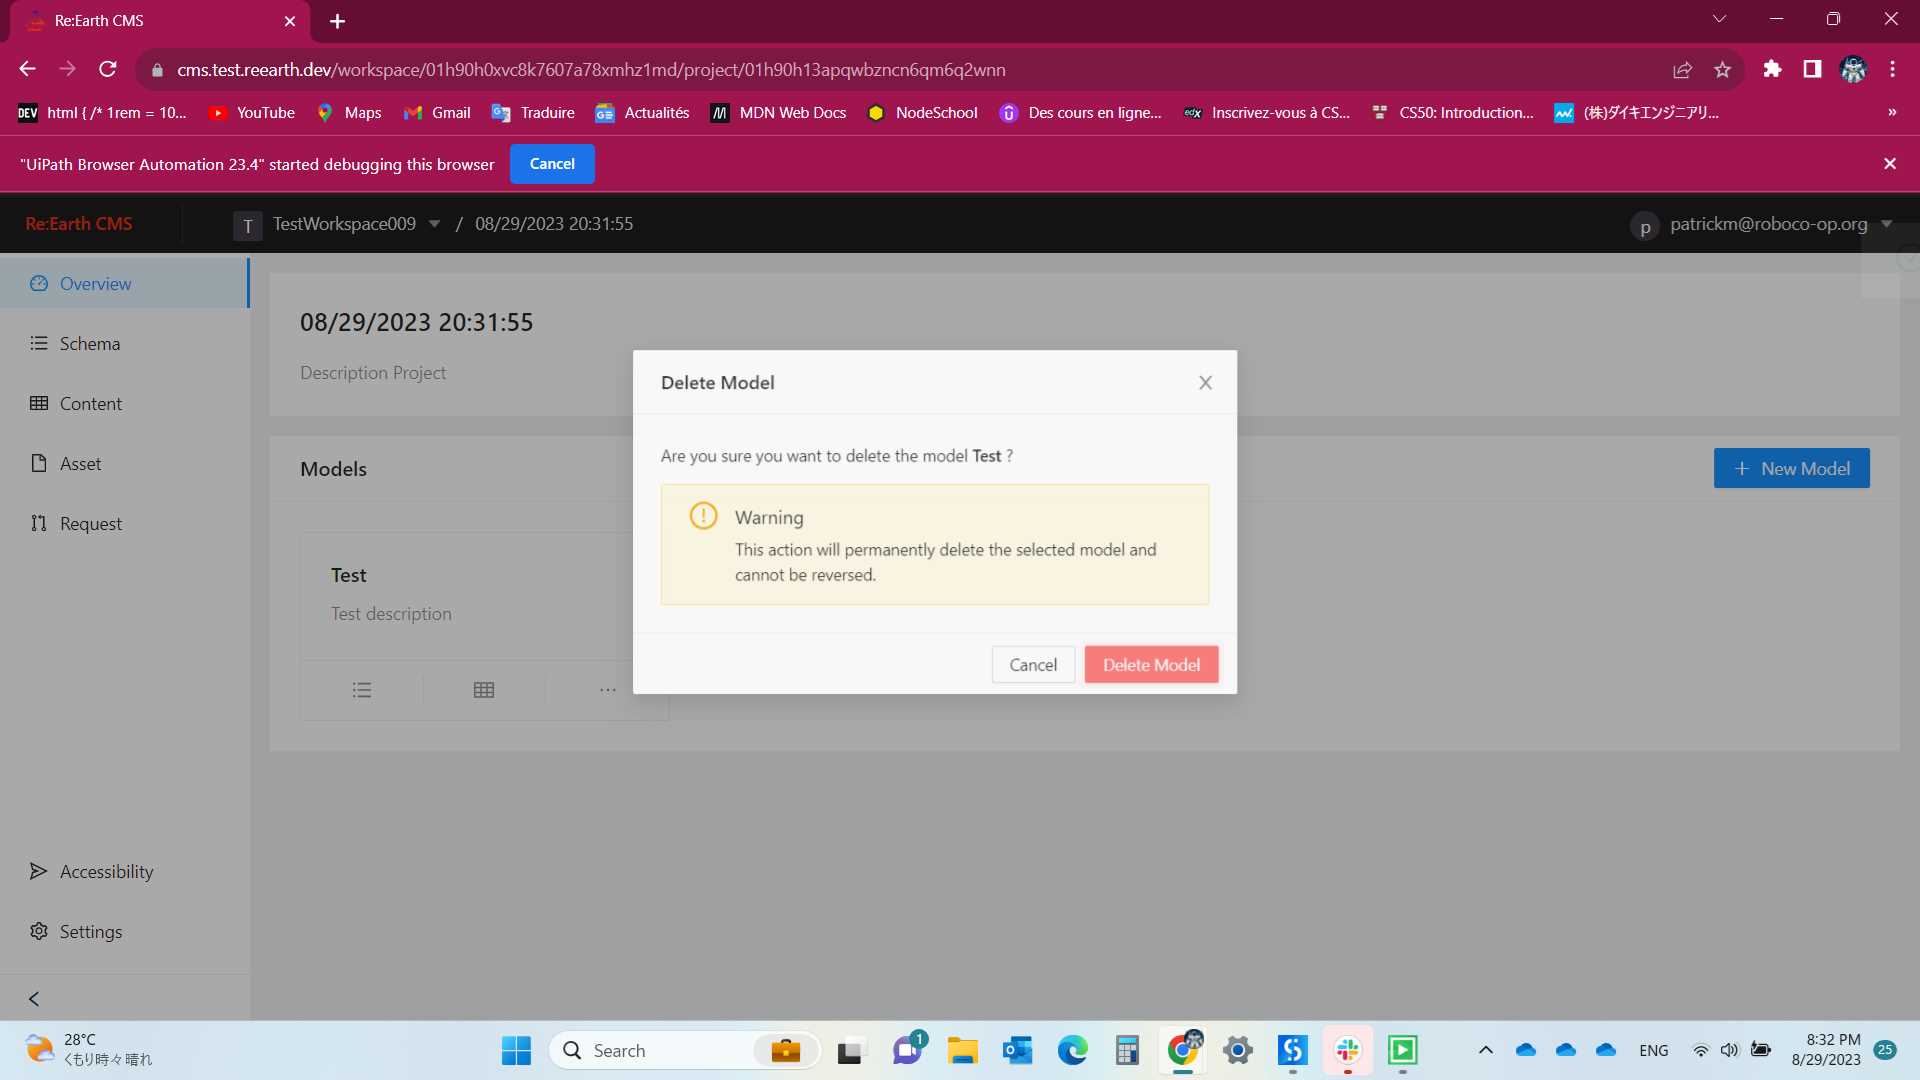 Re:Earth CMS
cms.test.reearth.dev/workspace/01h90h0xvc8k7607a78xmhz1md/project/01h90h13apqwbzncn6qm6q2wnn
DEV html { /* 1rem = 10... YouTube Maps Gmail Traduire Actualités MDN Web Docs NodeSchool Des cours en ligne... edX Inscrivez-vous à CS... CS50: Introduction... (株)ダイキエンジニアリ... »
"UiPath Browser Automation 23.4" started debugging this browser Cancel
Re:Earth CMS T TestWorkspace009 / 08/29/2023 20:31:55 p patrickm@roboco-op.org
Overview
Schema
Content
Asset
Request
Accessibility
Settings
08/29/2023 20:31:55
Description Project
Models
New Model
Test
Test description
Delete Model
Are you sure you want to delete the model Test ?
Warning
This action will permanently delete the selected model and
cannot be reversed.
Cancel Delete Model
28°C
くもり時々晴れ
Search
1
ENG
8:32 PM
8/29/2023
25